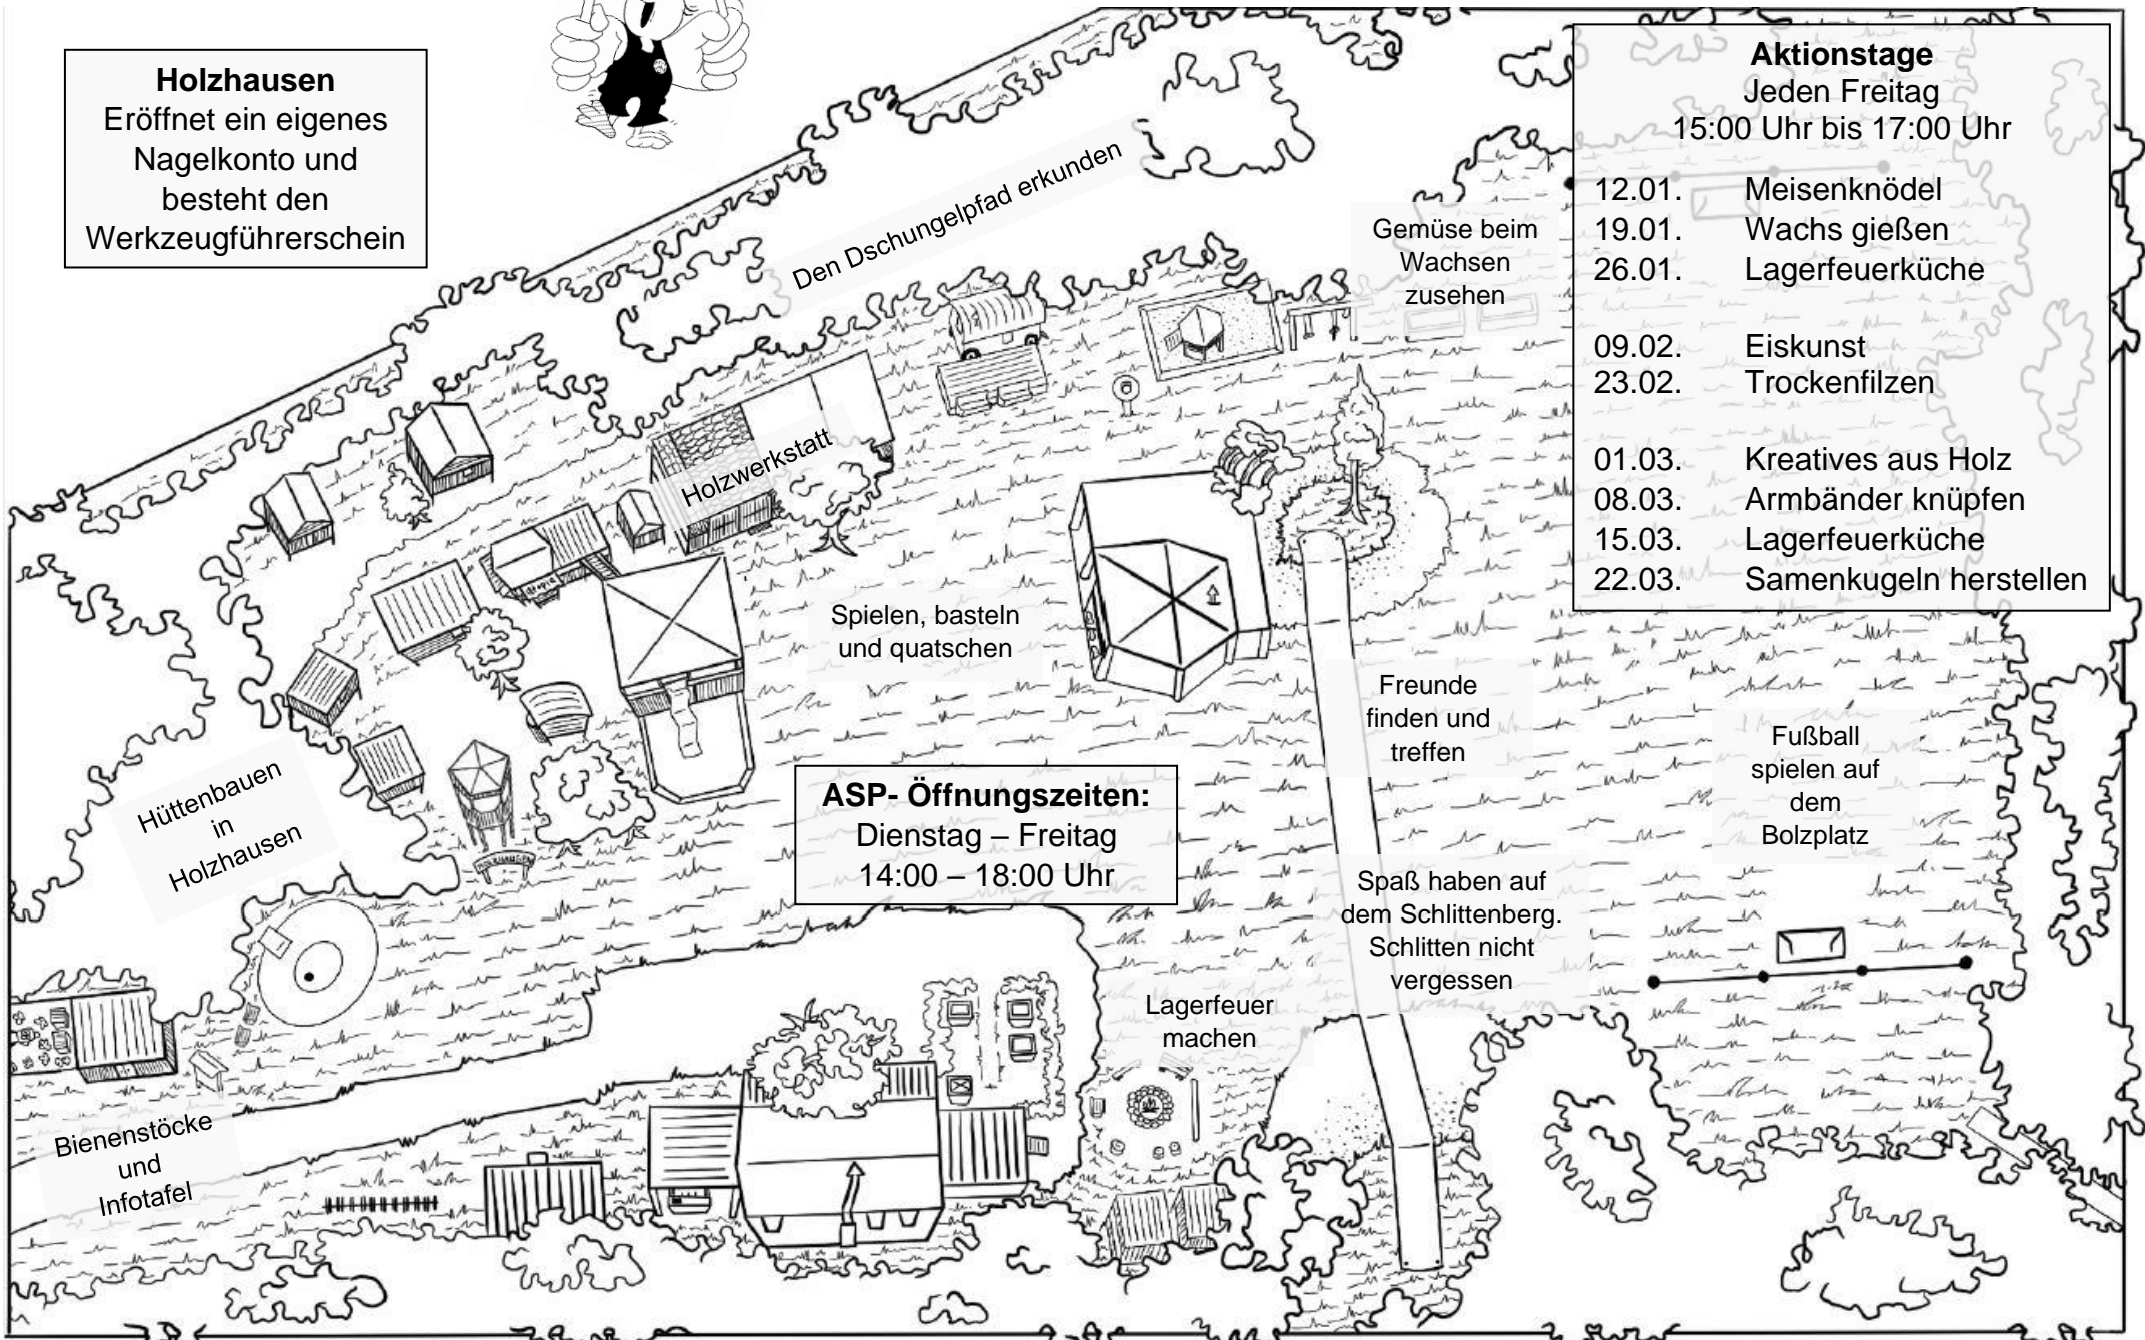 Holzhausen
Eröffnet ein eigenes
Nagelkonto und
besteht den
Werkzeugführerschein
Aktionstage
Jeden Freitag
15:00 Uhr bis 17:00 Uhr
12.01. Meisenknödel
19.01. Wachs gießen
26.01. Lagerfeuerküche
09.02. Eiskunst
23.02. Trockenfilzen
01.03. Kreatives aus Holz
08.03. Armbänder knüpfen
15.03. Lagerfeuerküche
22.03. Samenkugeln herstellen
Den Dschungelpfad erkunden
Gemüse beim
Wachsen
zusehen
Holzwerkstatt
Spielen, basteln
und quatschen
Freunde
finden und
treffen
Fußball
spielen auf
dem
Bolzplatz
Hüttenbauen
in
Holzhausen
HOLZHAUSEN
ASP- Öffnungszeiten:
Dienstag – Freitag
14:00 – 18:00 Uhr
Spaß haben auf
dem Schlittenberg.
Schlitten nicht
vergessen
Lagerfeuer
machen
Bienenstöcke
und
Infotafel